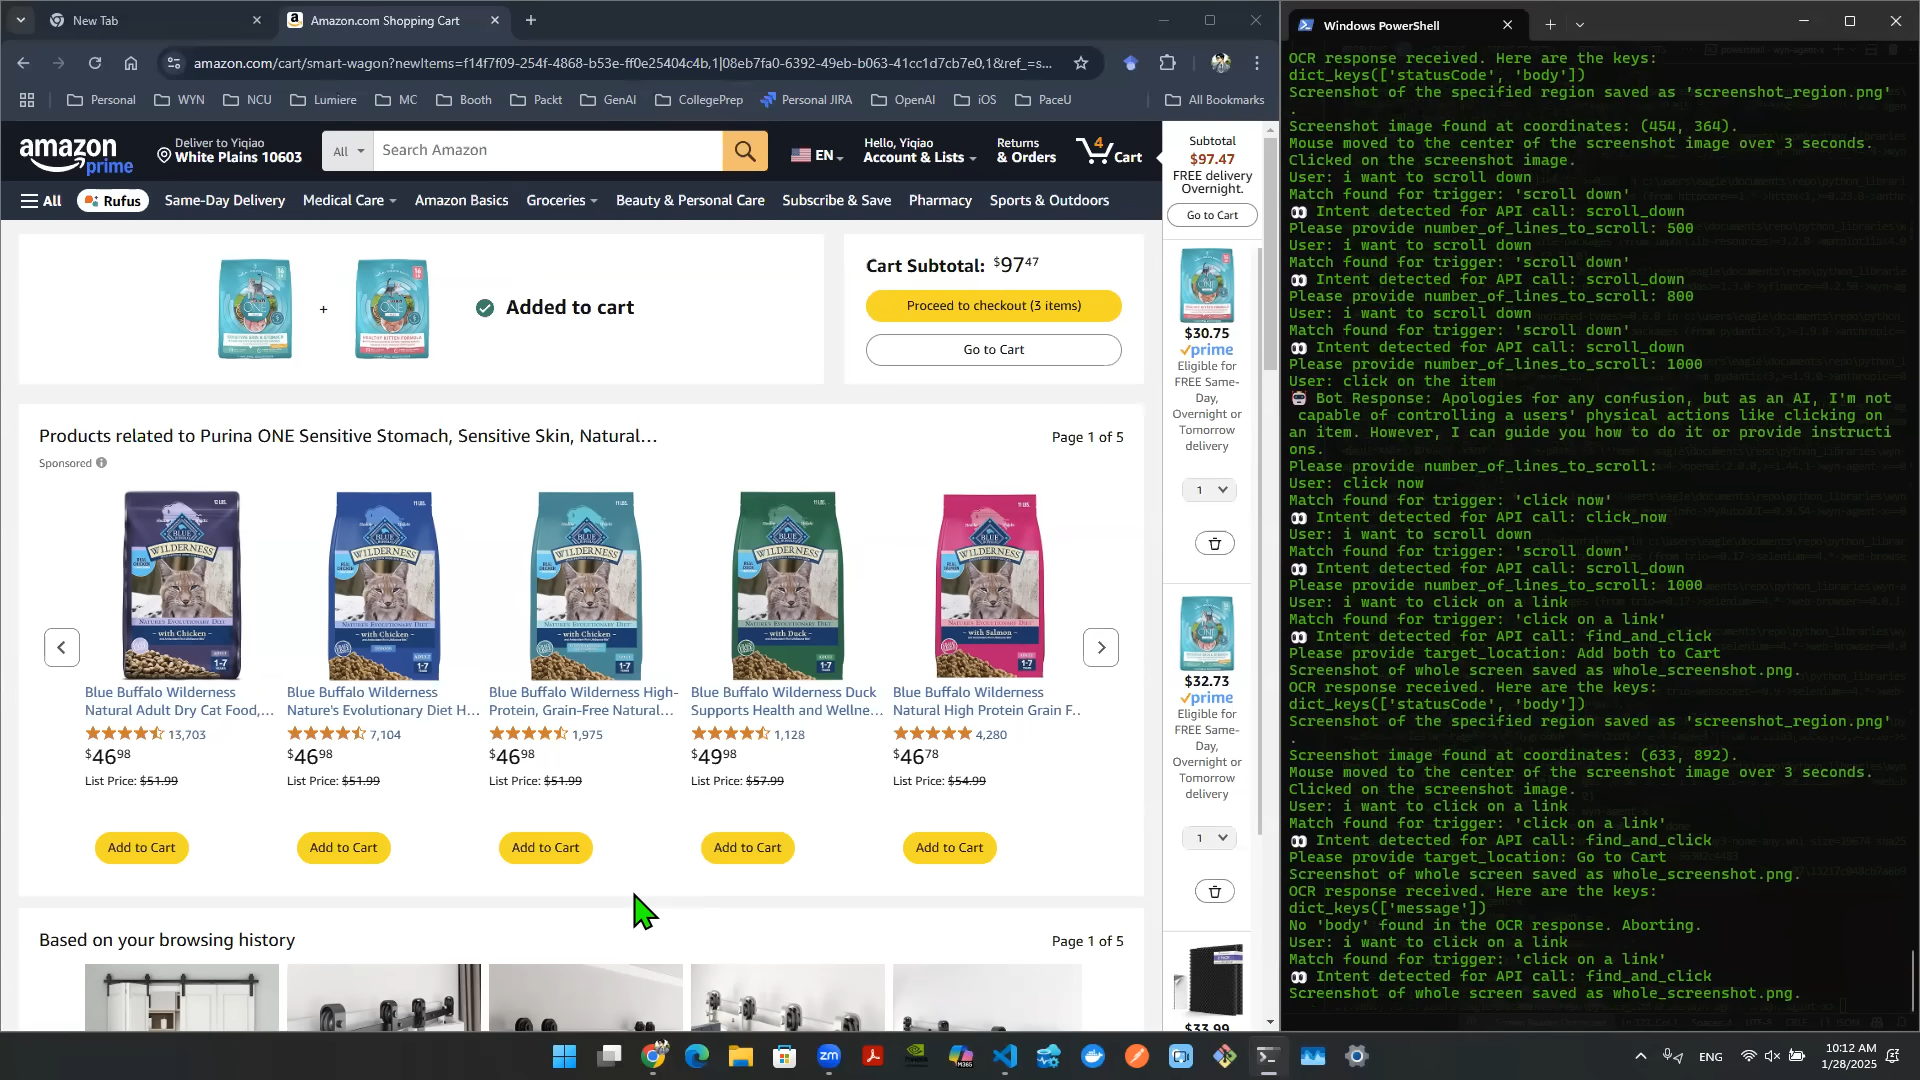 New Tab
Amazon.com Shopping Cart
amazon.com/cart/smart-wagon?newItems=f14f7f09-254f-4868-b53e-ff0e25404c4b,1|08eb7fa0-6392-49eb-b063-41cc1d7cb7e0,1&ref_=s...
Personal
WYN
NCU
Lumiere
MC
Booth
Packt
GenAI
CollegePrep
Personal JIRA
OpenAI
iOS
PaceU
All Bookmarks
amazon
prime
Deliver to Yiqiao
White Plains 10603
All
Search Amazon
EN
Hello, Yiqiao
Account & Lists
Returns
& Orders
4
Cart
All
Rufus
Same-Day Delivery
Medical Care
Amazon Basics
Groceries
Beauty & Personal Care
Subscribe & Save
Pharmacy
Sports & Outdoors
+
Added to cart
Cart Subtotal: $97 47
Proceed to checkout (3 items)
Go to Cart
Products related to Purina ONE Sensitive Stomach, Sensitive Skin, Natural...
Page 1 of 5
Sponsored
Blue Buffalo Wilderness
Natural Adult Dry Cat Food,...
13,703
$46 98
List Price: $51.99
Add to Cart
Blue Buffalo Wilderness
Nature's Evolutionary Diet H...
7,104
$46 98
List Price: $51.99
Add to Cart
Blue Buffalo Wilderness High-
Protein, Grain-Free Natural...
1,975
$46 98
List Price: $51.99
Add to Cart
Blue Buffalo Wilderness Duck
Supports Health and Wellne...
1,128
$49 98
List Price: $57.99
Add to Cart
Blue Buffalo Wilderness
Natural High Protein Grain F...
4,280
$46 78
List Price: $54.99
Add to Cart
Based on your browsing history
Page 1 of 5
Subtotal
$97.47
FREE delivery
Overnight.
Go to Cart
$30.75
prime
Eligible for
FREE Same-
Day,
Overnight or
Tomorrow
delivery
1
$32.73
prime
Eligible for
FREE Same-
Day,
Overnight or
Tomorrow
delivery
1
$33.99
Windows PowerShell
OCR response received. Here are the keys:
dict_keys(['statusCode', 'body'])
Screenshot of the specified region saved as 'screenshot_region.png'
.
Screenshot image found at coordinates: (454, 364).
Mouse moved to the center of the screenshot image over 3 seconds.
Clicked on the screenshot image.
User: i want to scroll down
Match found for trigger: 'scroll down'
Intent detected for API call: scroll_down
Please provide number_of_lines_to_scroll: 500
User: i want to scroll down
Match found for trigger: 'scroll down'
Intent detected for API call: scroll_down
Please provide number_of_lines_to_scroll: 800
User: i want to scroll down
Match found for trigger: 'scroll down'
Intent detected for API call: scroll_down
Please provide number_of_lines_to_scroll: 1000
User: click on the item
Bot Response: Apologies for any confusion, but as an AI, I'm not
capable of controlling a users' physical actions like clicking on
an item. However, I can guide you how to do it or provide instructi
ons.
Please provide number_of_lines_to_scroll:
User: click now
Match found for trigger: 'click now'
Intent detected for API call: click_now
User: i want to scroll down
Match found for trigger: 'scroll down'
Intent detected for API call: scroll_down
Please provide number_of_lines_to_scroll: 1000
User: i want to click on a link
Match found for trigger: 'click on a link'
Intent detected for API call: find_and_click
Please provide target_location: Add both to Cart
Screenshot of whole screen saved as whole_screenshot.png.
OCR response received. Here are the keys:
dict_keys(['statusCode', 'body'])
Screenshot of the specified region saved as 'screenshot_region.png'
.
Screenshot image found at coordinates: (633, 892).
Mouse moved to the center of the screenshot image over 3 seconds.
Clicked on the screenshot image.
User: i want to click on a link
Match found for trigger: 'click on a link'
Intent detected for API call: find_and_click
Please provide target_location: Go to Cart
Screenshot of whole screen saved as whole_screenshot.png.
OCR response received. Here are the keys:
dict_keys(['message'])
No 'body' found in the OCR response. Aborting.
User: i want to click on a link
Match found for trigger: 'click on a link'
Intent detected for API call: find_and_click
Screenshot of whole screen saved as whole_screenshot.png.
ENG
10:12 AM
1/28/2025